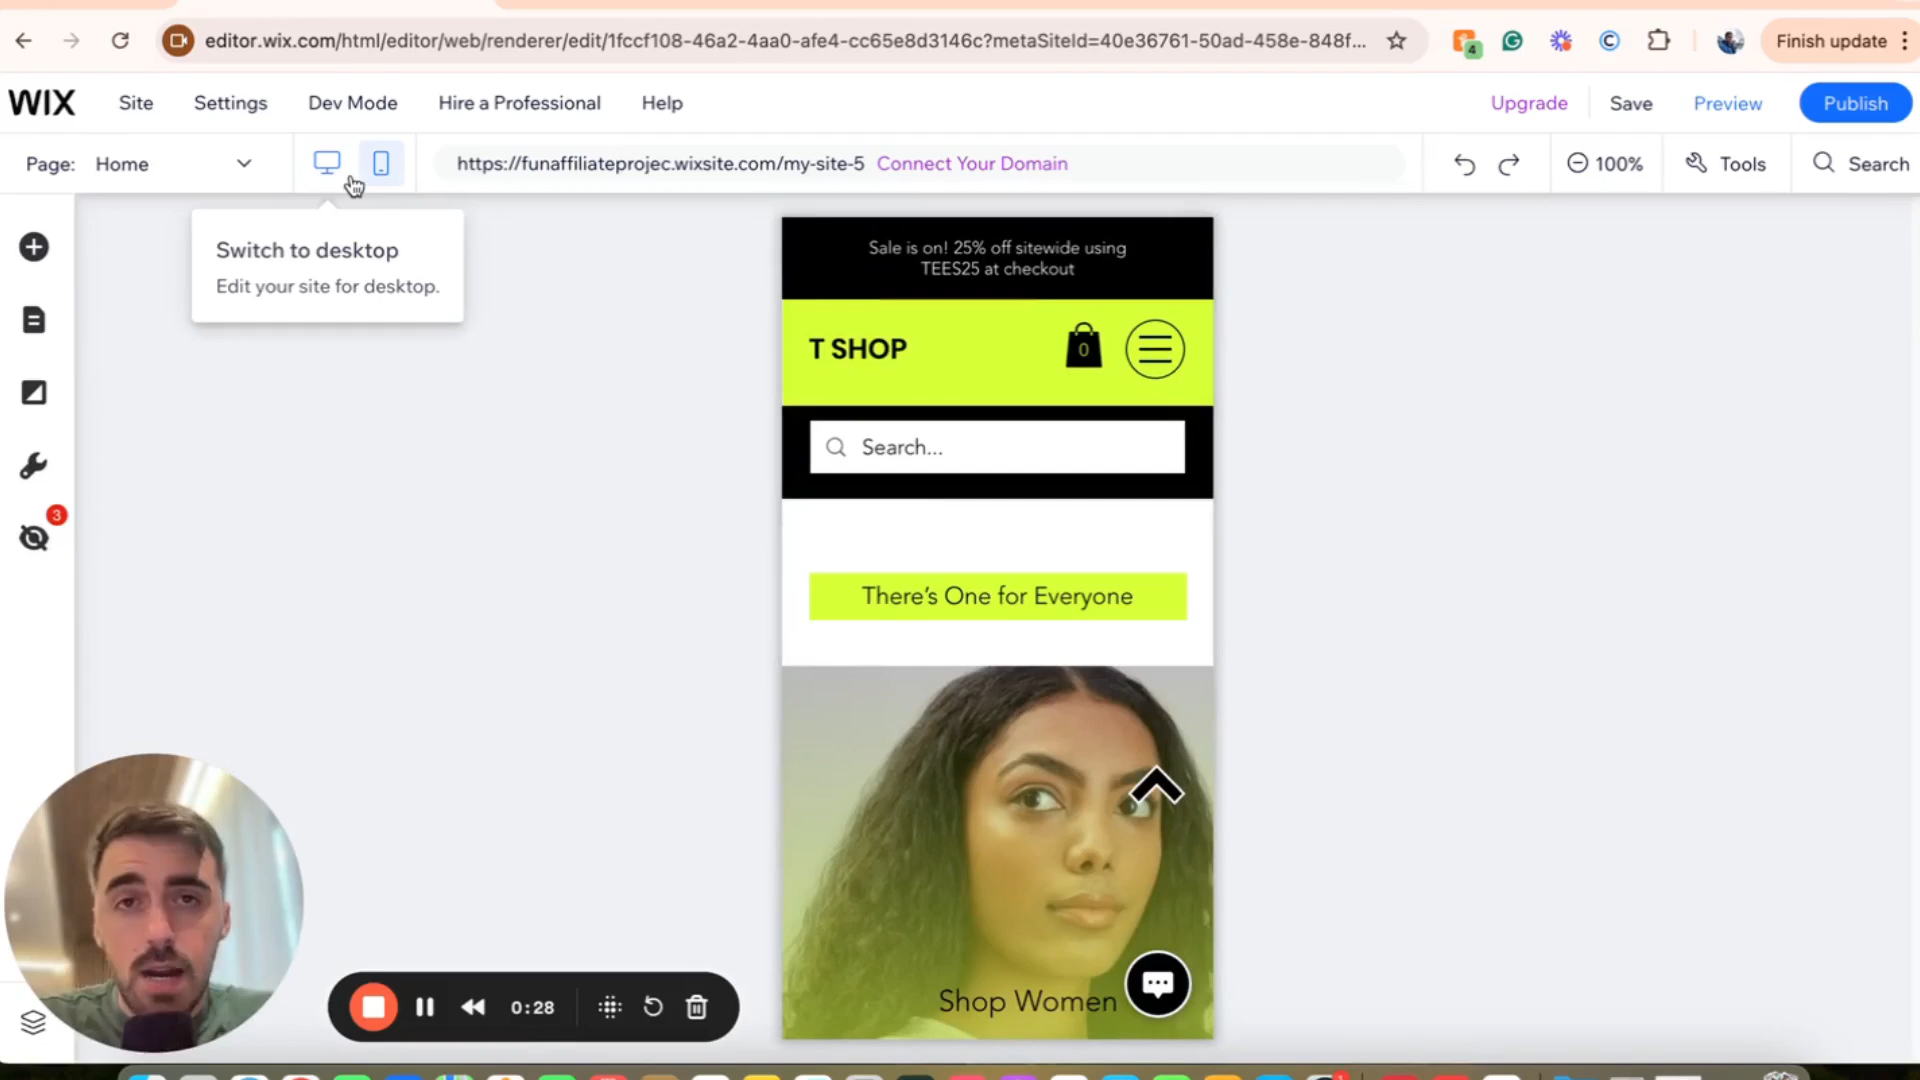 editor.wix.com/html/editor/web/renderer/edit/1fccf108-46a2-4aa0-afe4-cc65e8d3146c?metaSiteId=40e36761-50ad-458e-848f...
4
Finish update
WIX
Site
Settings
Dev Mode
Hire a Professional
Help
Upgrade
Save
Preview
Publish
Page: Home
https://funaffiliateprojec.wixsite.com/my-site-5 Connect Your Domain
100%
Tools
Search
Switch to desktop
Edit your site for desktop.
3
Sale is on! 25% off sitewide using
TEES25 at checkout
T SHOP
0
Search...
There's One for Everyone
Shop Women
0:28